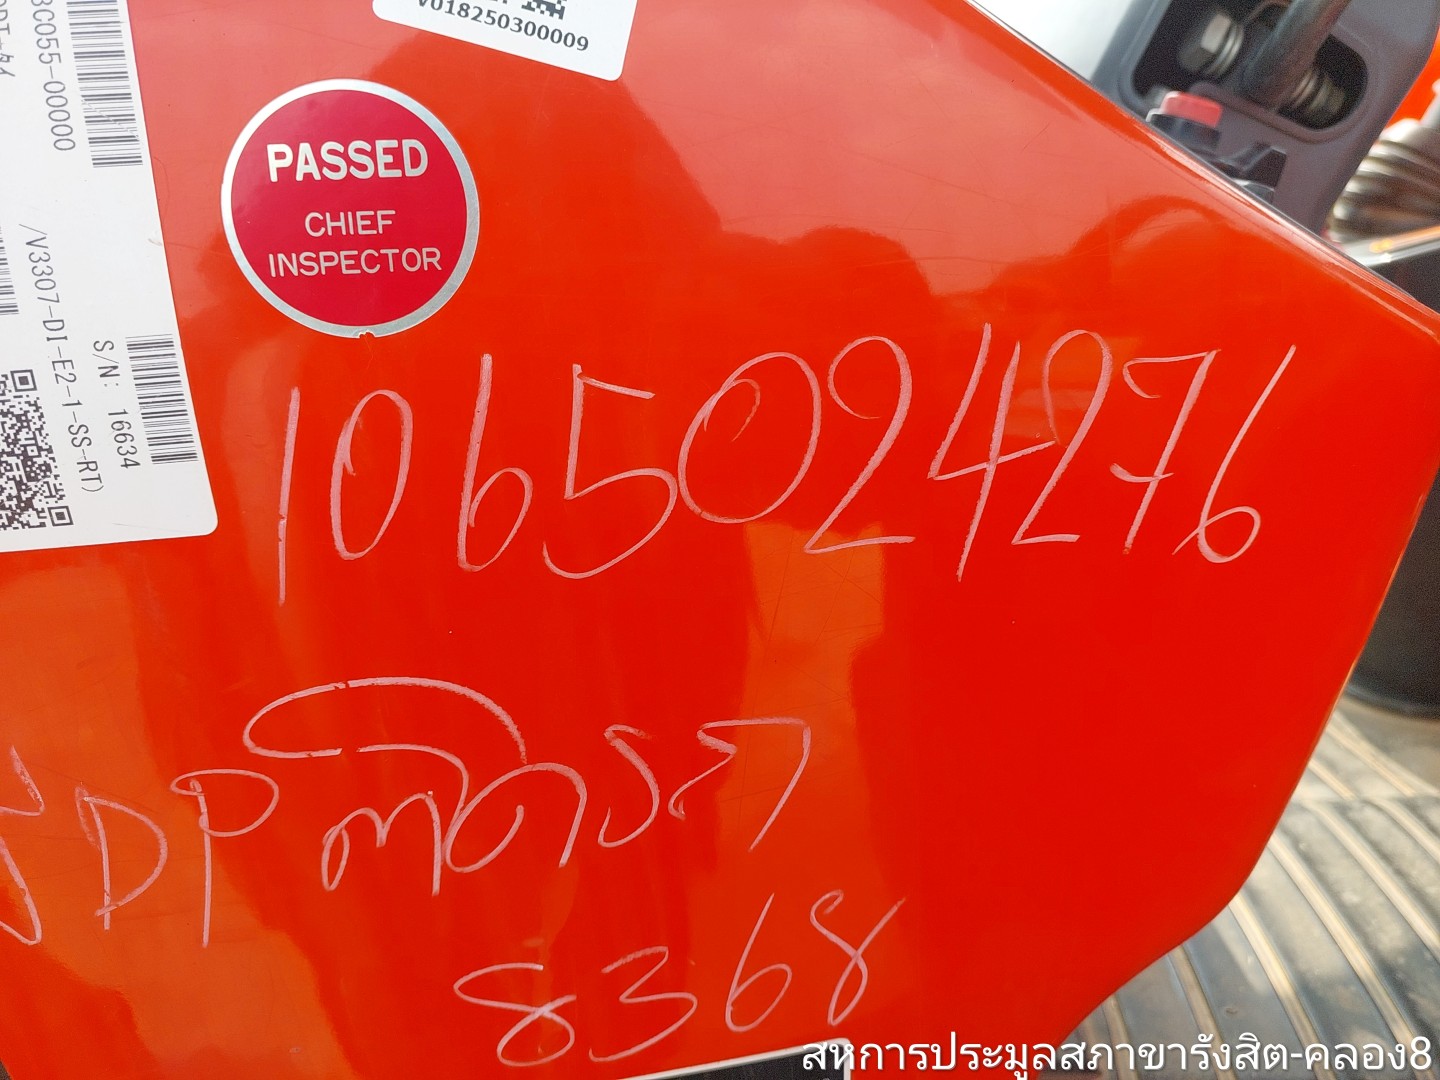 V018250300009
3C055-00000
/V3307-DI-E2-1-SS-RT)
S/N: 16634
PASSED
CHIEF
INSPECTOR
1065024276
SDP
8368
สหการประมูลสภาขารังสิต-คลอง8